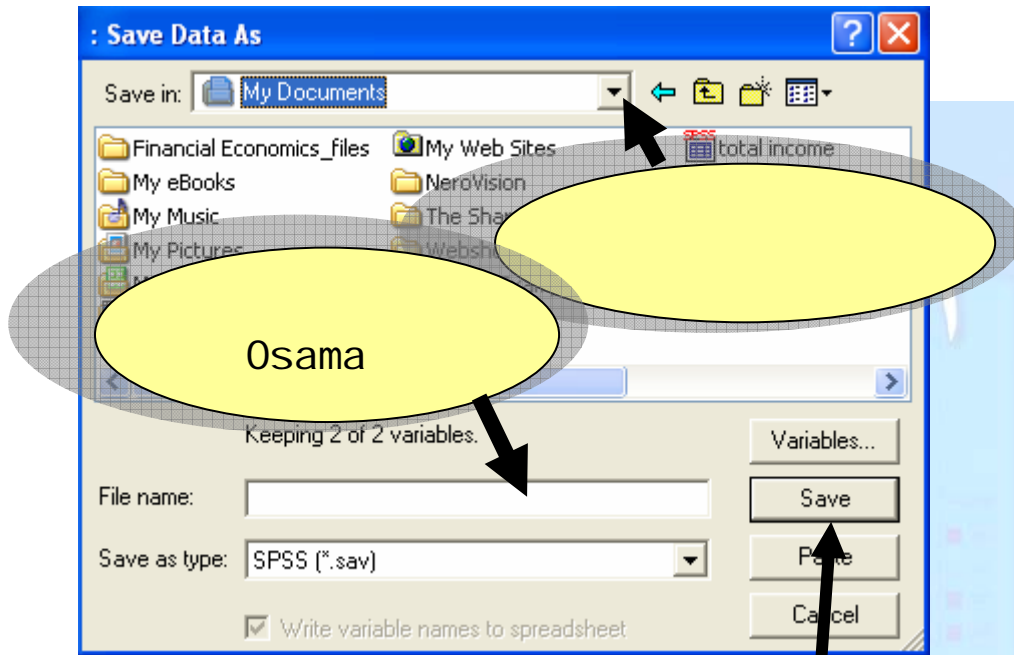 : Save Data As
Save in: My Documents
Financial Economics_files My Web Sites total income
My eBooks NeroVision
My Music The
My Pictures
Osama
Keeping 2 of 2 variables.
Variables...
File name:
Save
Save as type: SPSS (*.sav)
Cancel
Write variable names to spreadsheet